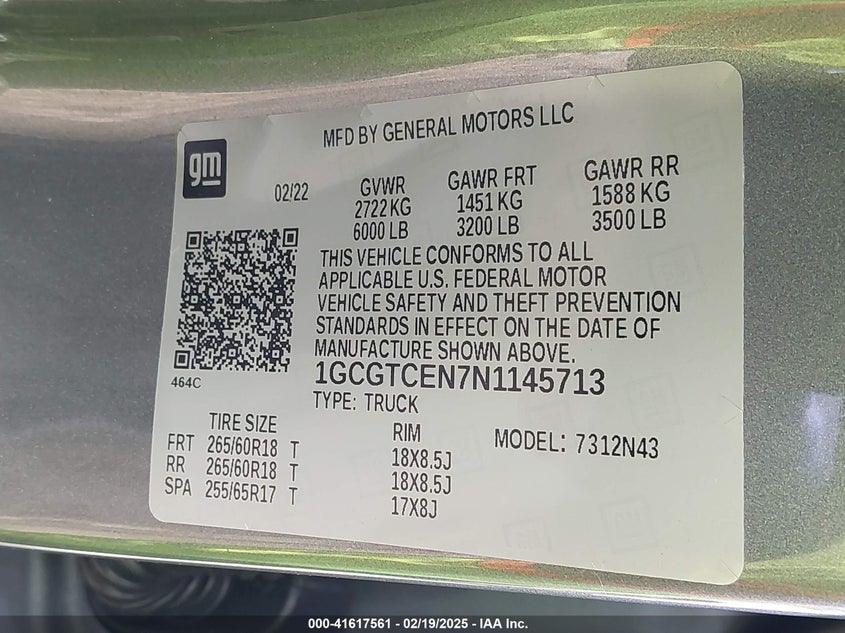 MFD BY GENERAL MOTORS LLC
gm
02/22
GVWR GAWR FRT GAWR RR
2722 KG 1451 KG 1588 KG
6000 LB 3200 LB 3500 LB
THIS VEHICLE CONFORMS TO ALL
APPLICABLE U.S. FEDERAL MOTOR
VEHICLE SAFETY AND THEFT PREVENTION
STANDARDS IN EFFECT ON THE DATE OF
MANUFACTURE SHOWN ABOVE.
464C
1GCGTCEN7N1145713
TYPE: TRUCK
TIRE SIZE RIM MODEL: 7312N43
FRT 265/60R18 T 18X8.5J
RR 265/60R18 T 18X8.5J
SPA 255/65R17 T 17X8J
000-41617561 - 02/19/2025 - IAA Inc.